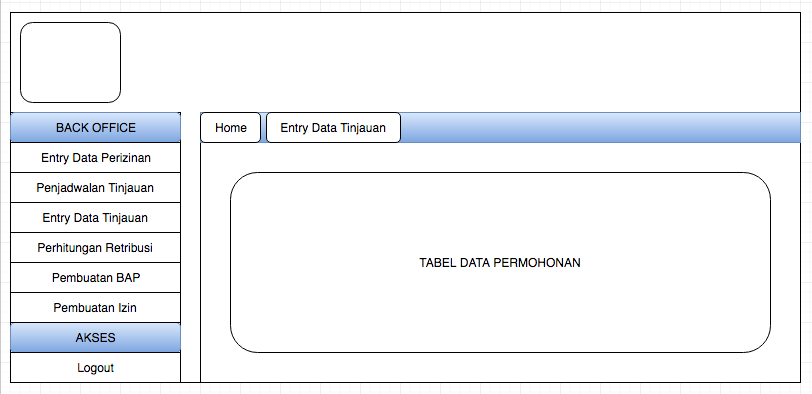 BACK OFFICE
Entry Data Perizinan
Penjadwalan Tinjauan
Entry Data Tinjauan
Perhitungan Retribusi
Pembuatan BAP
Pembuatan Izin
AKSES
Logout
Home
Entry Data Tinjauan
TABEL DATA PERMOHONAN